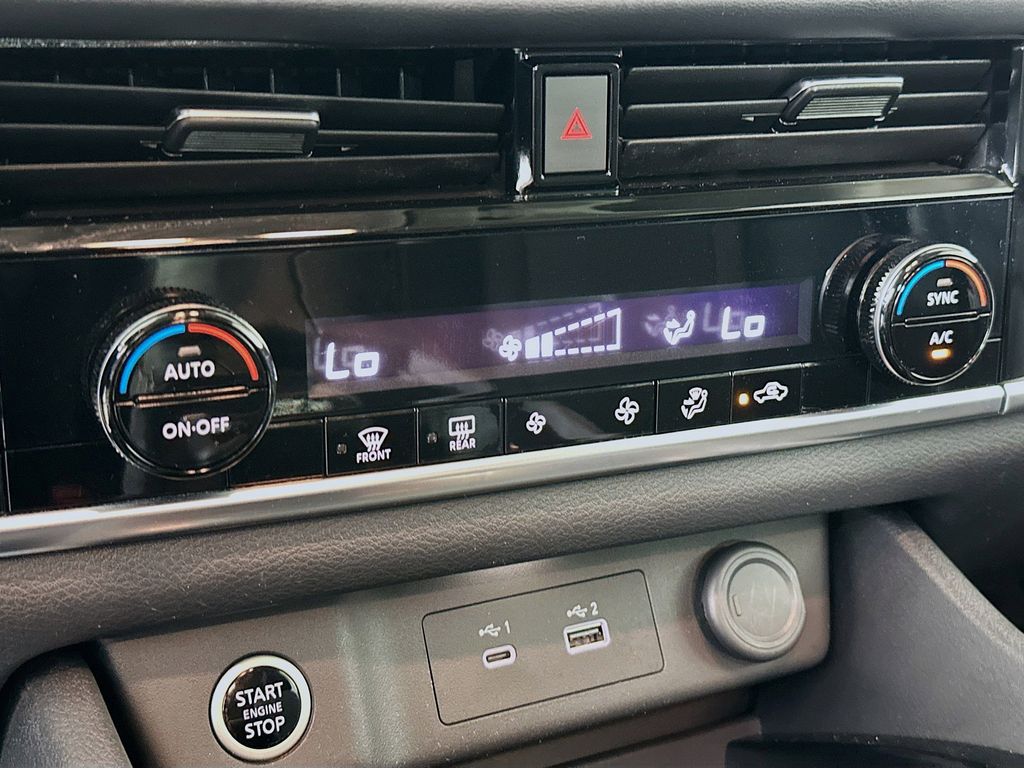 Lo
Lo
AUTO
ON·OFF
SYNC
A/C
FRONT
REAR
1
2
START
ENGINE
STOP